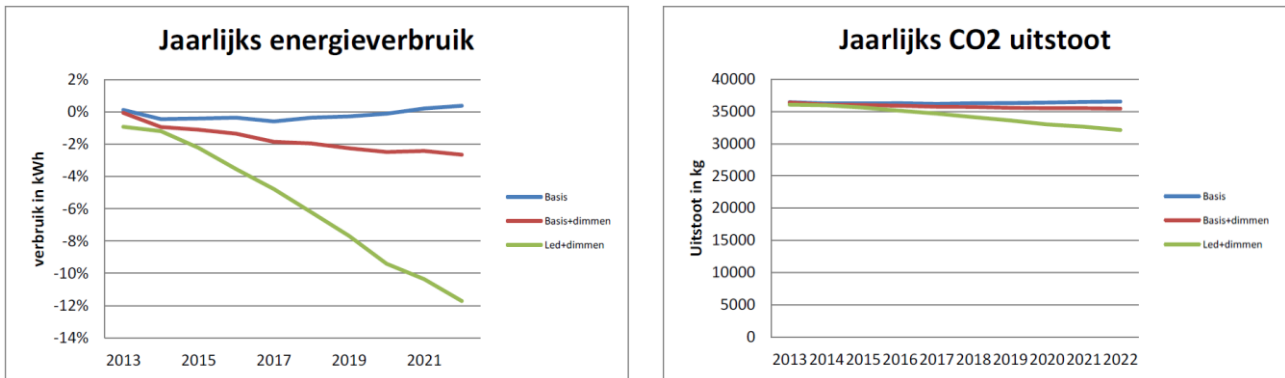 Jaarlijks energieverbruik
2%
0%
-2%
-4%
-6%
-8%
-10%
-12%
-14%
verbruik in kWh
2013 2015 2017 2019 2021
Basis
Basis+dimmen
Led+dimmen
Jaarlijks CO2 uitstoot
40000
35000
30000
25000
20000
15000
10000
5000
0
Uitstoot in kg
2013 2014 2015 2016 2017 2018 2019 2020 2021 2022
Basis
Basis+dimmen
Led+dimmen